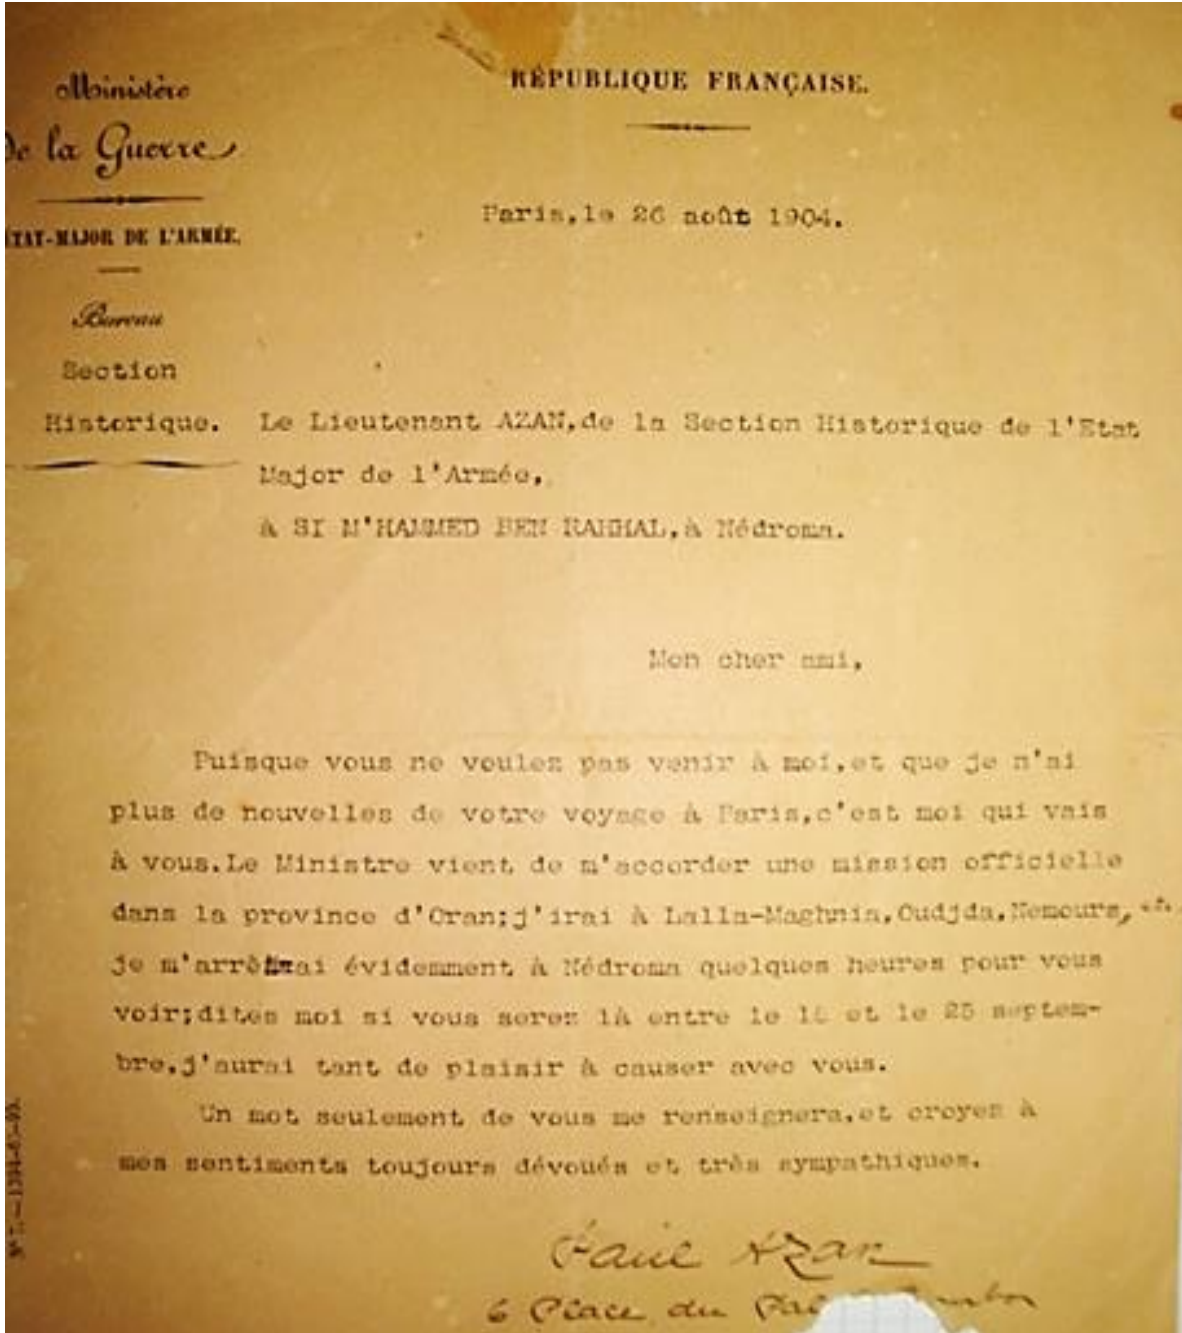 RÉPUBLIQUE FRANÇAISE.
Ministère
De la Guerre
ÉTAT-MAJOR DE L'ARMÉE.
Bureau
Section
Historique.
Paris, le 26 août 1904.
Le Lieutenant AZAN, de la Section Historique de l'Etat
Major de l'Armée,
à SI M'HAMMED BEN RAHHAL, à Nédroma.
Mon cher ami,
Puisque vous ne voulez pas venir à moi, et que je n'ai
plus de nouvelles de votre voyage à Paris, c'est moi qui vais
à vous. Le Ministre vient de m'accorder une mission officielle
dans la province d'Oran; j'irai à Lalla-Maghnia, Oudjda, Nemours,
je m'arrêterai évidemment à Nédroma quelques heures pour vous
voir; dites moi si vous serez là entre le et le 25 septem-
bre, j'aurai tant de plaisir à causer avec vous.
Un mot seulement de vous me renseignera, et croyez à
mes sentiments toujours dévoués et très sympathiques.
Paul Azan
6 Place du